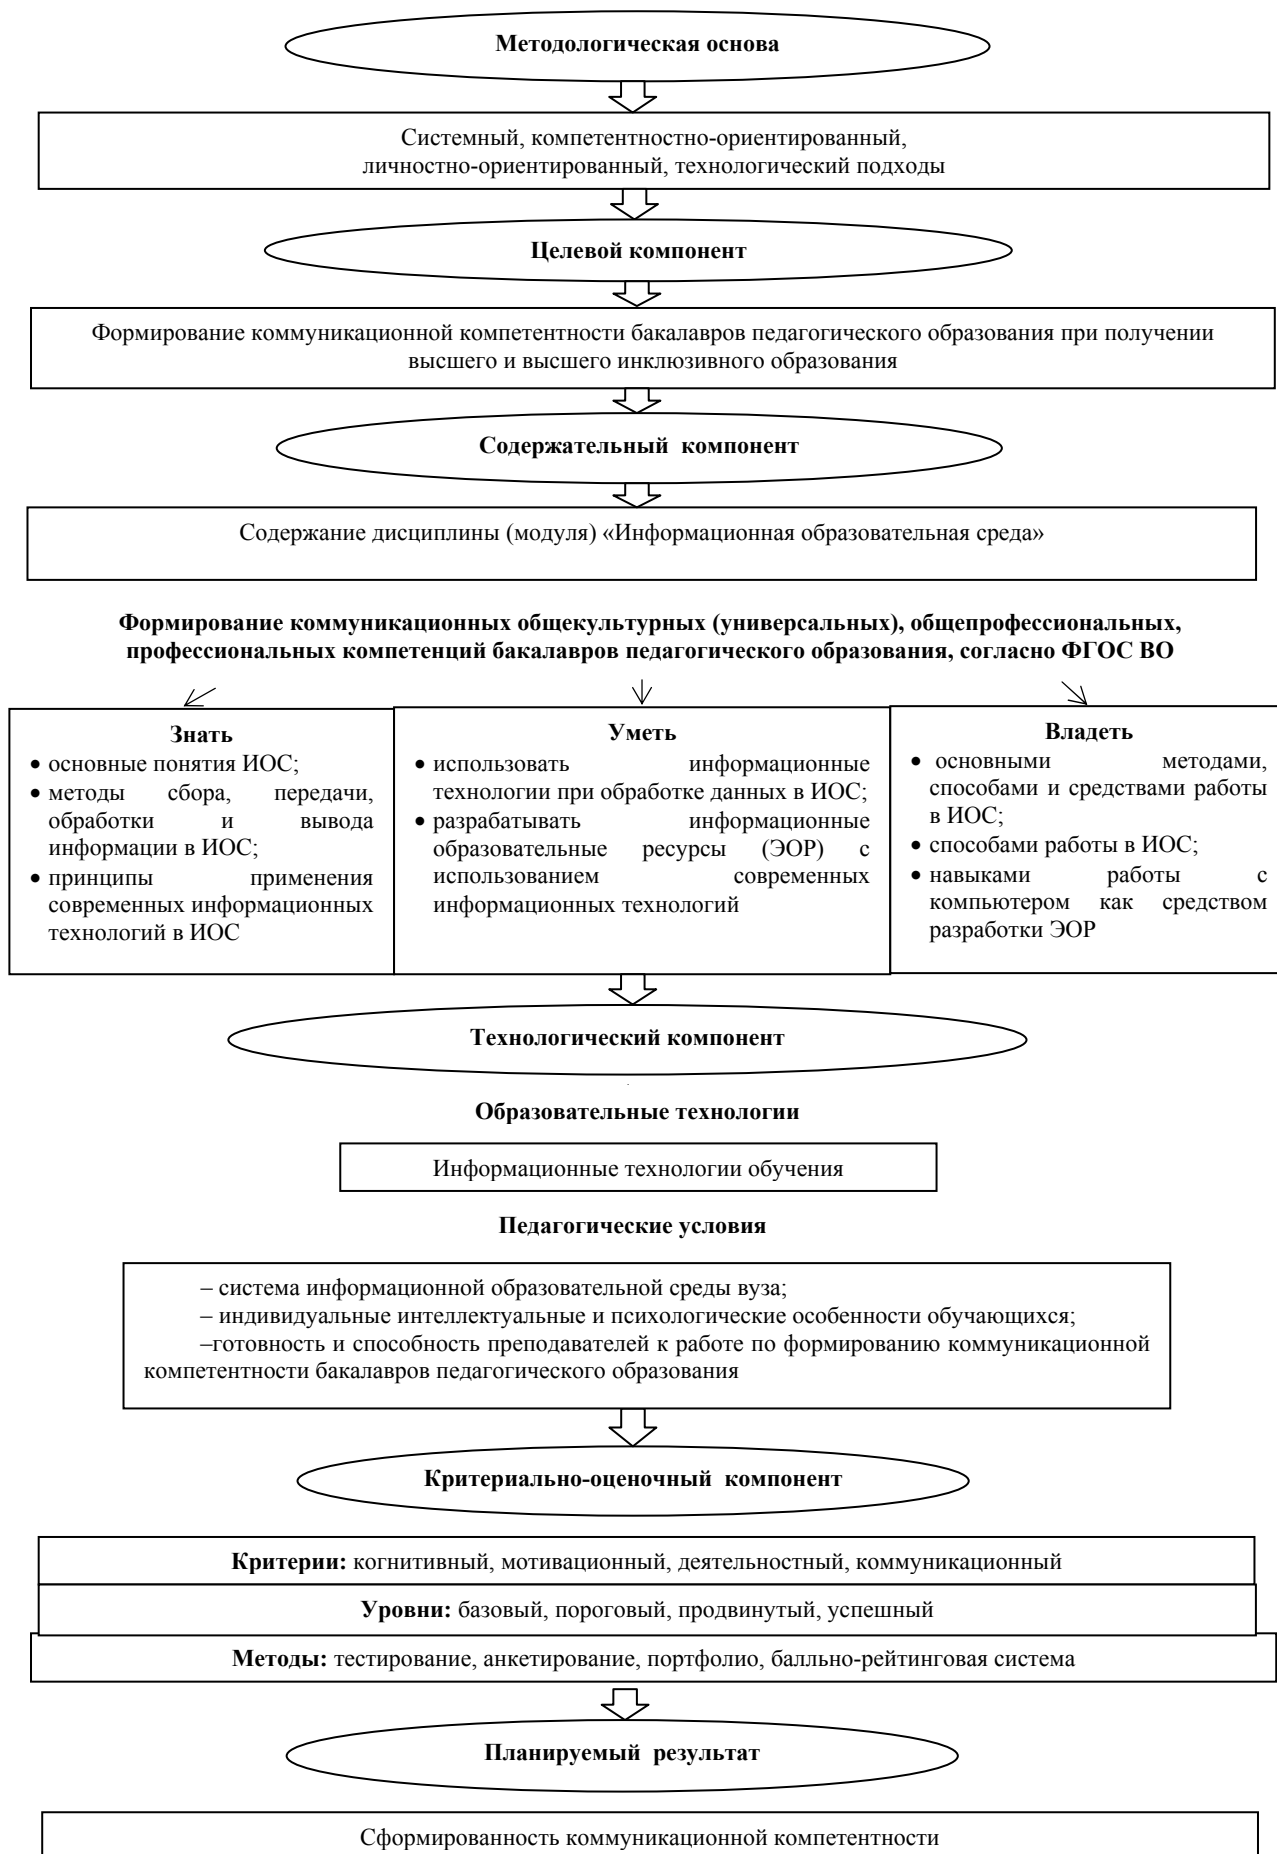 Методологическая основа
Системный, компетентностно-ориентированный,
личностно-ориентированный, технологический подходы
Целевой компонент
Формирование коммуникационной компетентности бакалавров педагогического образования при получении
высшего и высшего инклюзивного образования
Содержательный компонент
Содержание дисциплины (модуля) «Информационная образовательная среда»
Формирование коммуникационных общекультурных (универсальных), общепрофессиональных,
профессиональных компетенций бакалавров педагогического образования, согласно ФГОС ВО
Знать
• основные понятия ИОС;
• методы сбора, передачи,
обработки и вывода
информации в ИОС;
• принципы применения
современных информационных
технологий в ИОС
Уметь
• использовать информационные
технологии при обработке данных в ИОС;
• разрабатывать информационные
образовательные ресурсы (ЭОР) с
использованием современных
информационных технологий
Владеть
• основными методами,
способами и средствами работы
в ИОС;
• способами работы в ИОС;
• навыками работы с
компьютером как средством
разработки ЭОР
Технологический компонент
Образовательные технологии
Информационные технологии обучения
Педагогические условия
– система информационной образовательной среды вуза;
– индивидуальные интеллектуальные и психологические особенности обучающихся;
–готовность и способность преподавателей к работе по формированию коммуникационной
компетентности бакалавров педагогического образования
Критериально-оценочный компонент
Критерии: когнитивный, мотивационный, деятельностный, коммуникационный
Уровни: базовый, пороговый, продвинутый, успешный
Методы: тестирование, анкетирование, портфолио, балльно-рейтинговая система
Планируемый результат
Сформированность коммуникационной компетентности